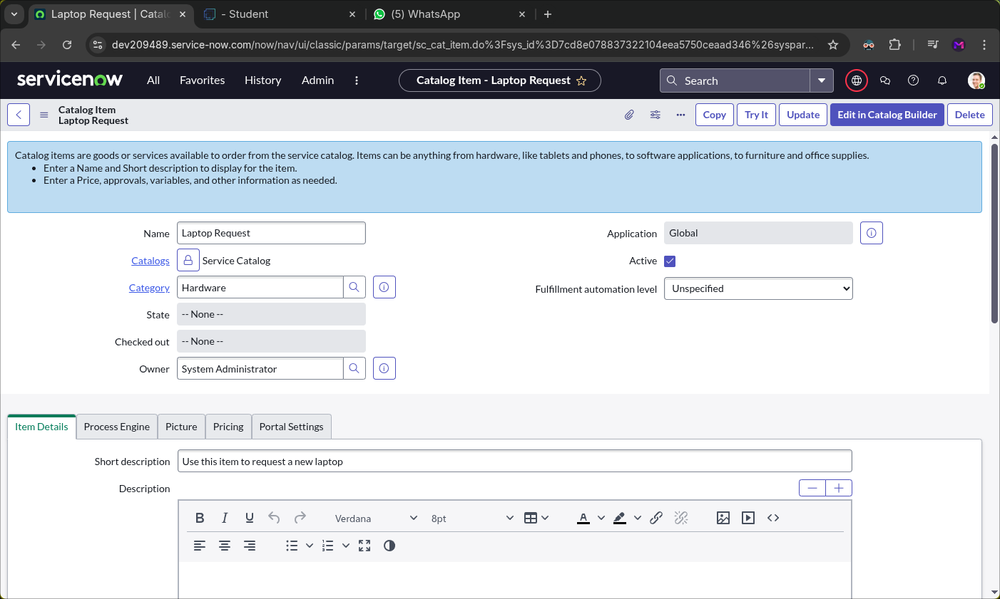 Laptop Request | Catalo
- Student
(5) WhatsApp
dev209489.service-now.com/now/nav/ui/classic/params/target/sc_cat_item.do%3Fsys_id%3D7cd8e078837322104eea5750ceaad346%26syspar...
servicenow
All
Favorites
History
Admin
Catalog Item - Laptop Request
Search
Catalog Item
Laptop Request
Copy
Try It
Update
Edit in Catalog Builder
Delete
Catalog items are goods or services available to order from the service catalog. Items can be anything from hardware, like tablets and phones, to software applications, to furniture and office supplies.
• Enter a Name and Short description to display for the item.
• Enter a Price, approvals, variables, and other information as needed.
Name
Laptop Request
Application
Global
Catalogs
Service Catalog
Active
Category
Hardware
Fulfillment automation level
Unspecified
State
-- None --
Checked out
-- None --
Owner
System Administrator
Item Details
Process Engine
Picture
Pricing
Portal Settings
Short description
Use this item to request a new laptop
Description
B
I
U
Verdana
8pt
A